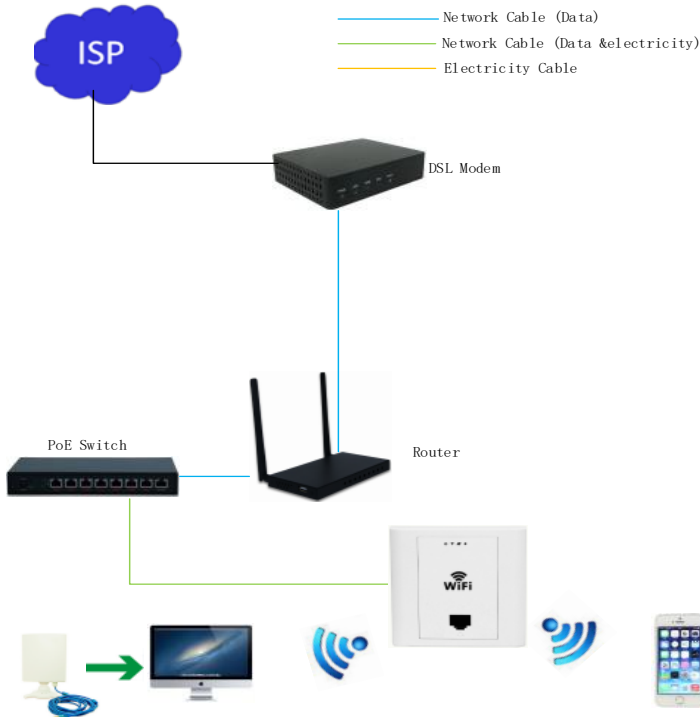 ISP
Network Cable (Data)
Network Cable (Data &electricity)
Electricity Cable
DSL Modem
PoE Switch
Router
WiFi